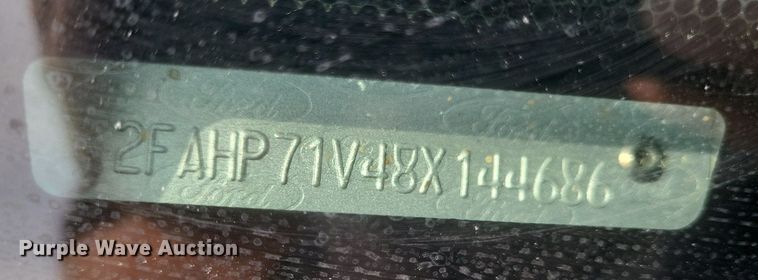 2FAHP71V48X144686
Purple Wave Auction